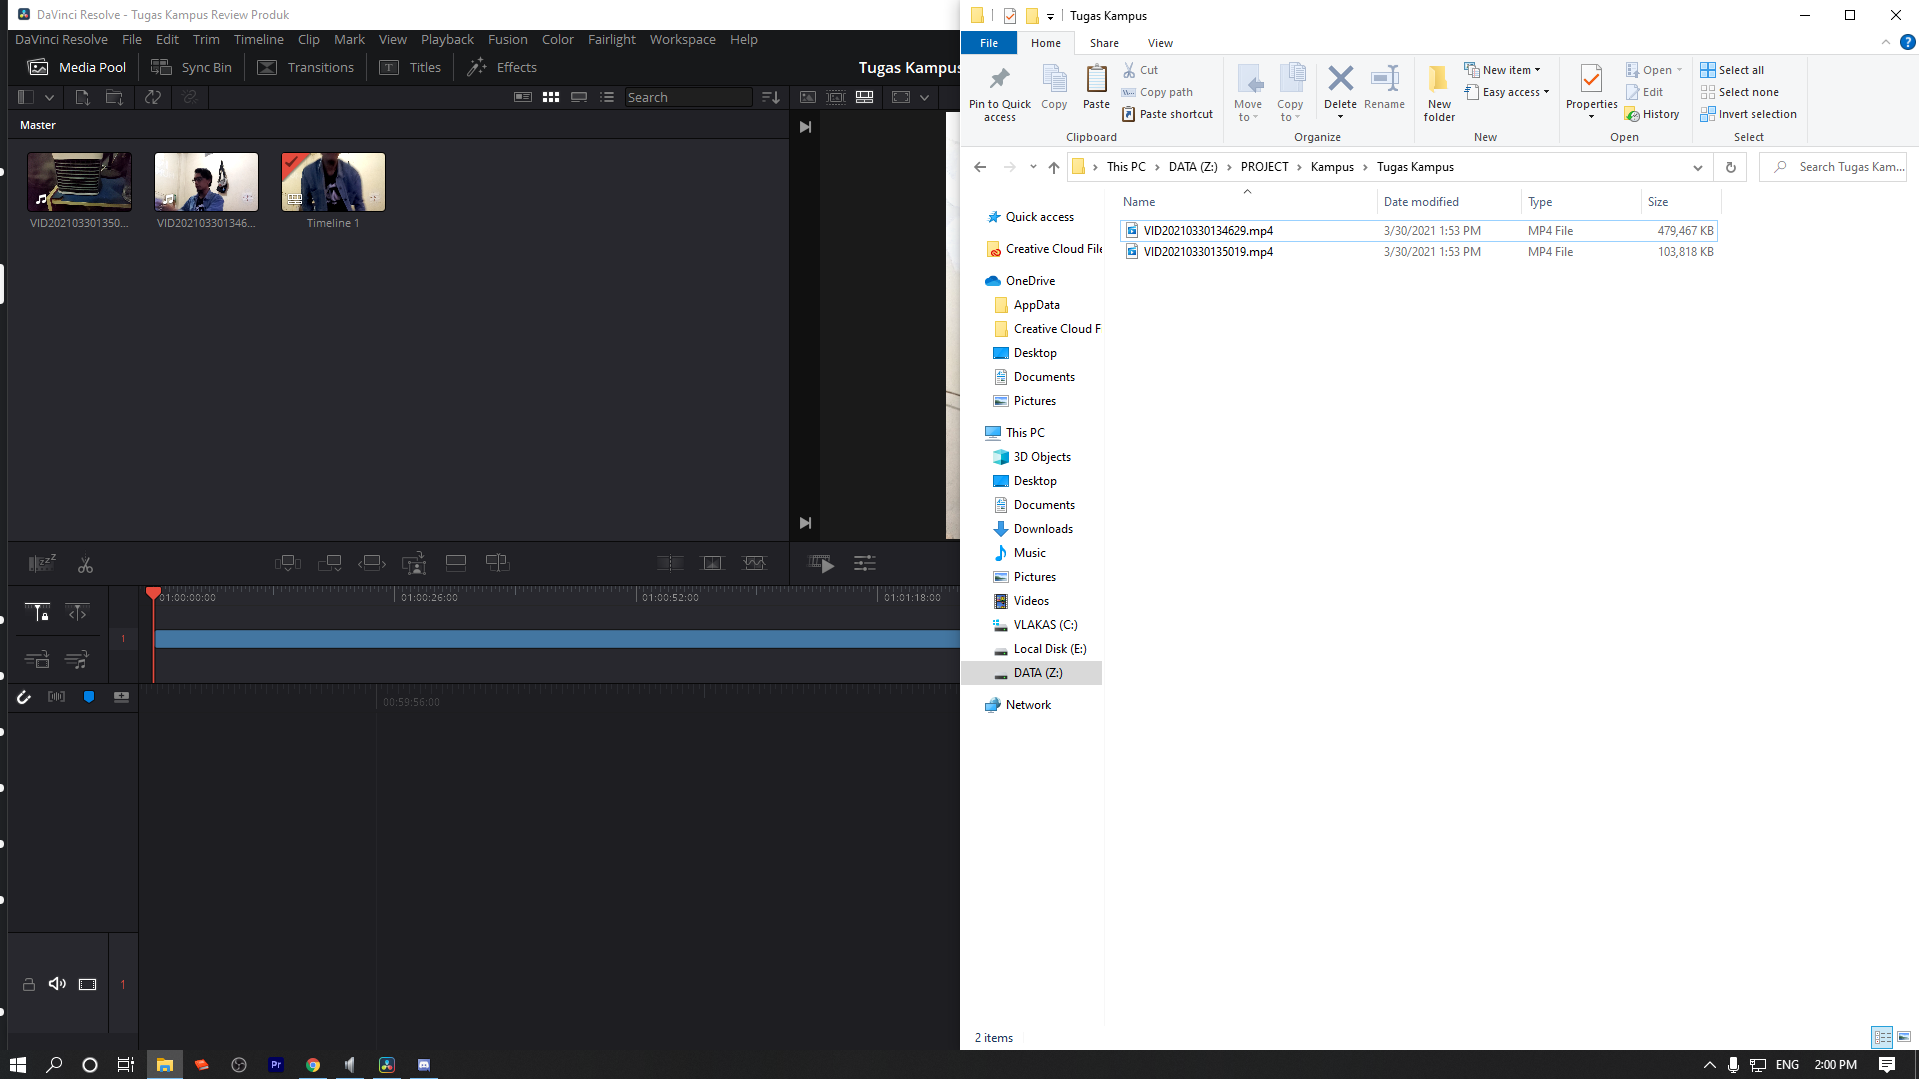 DaVinci Resolve - Tugas Kampus Review Produk
DaVinci Resolve File Edit Trim Timeline Clip Mark View Playback Fusion Color Fairlight Workspace Help
Media Pool Sync Bin Transitions Titles Effects
Tugas Kampus
Search
Master
VID202103301350...
VID202103301346...
Timeline 1
01:00:00:00
01:00:26:00
01:00:52:00
01:01:18:00
1
00:59:56:00
1
Tugas Kampus
File Home Share View
Pin to Quick access
Copy
Paste
Cut
Copy path
Paste shortcut
Clipboard
Move to
Copy to
Delete
Rename
Organize
New folder
New item
Easy access
New
Properties
Open
Edit
History
Open
Select all
Select none
Invert selection
Select
This PC > DATA (Z:) > PROJECT > Kampus > Tugas Kampus
Search Tugas Kam...
Name Date modified Type Size
VID20210330134629.mp4 3/30/2021 1:53 PM MP4 File 479,467 KB
VID20210330135019.mp4 3/30/2021 1:53 PM MP4 File 103,818 KB
Quick access
Creative Cloud File
OneDrive
AppData
Creative Cloud F
Desktop
Documents
Pictures
This PC
3D Objects
Desktop
Documents
Downloads
Music
Pictures
Videos
VLAKAS (C:)
Local Disk (E:)
DATA (Z:)
Network
2 items
Pr
ENG
2:00 PM